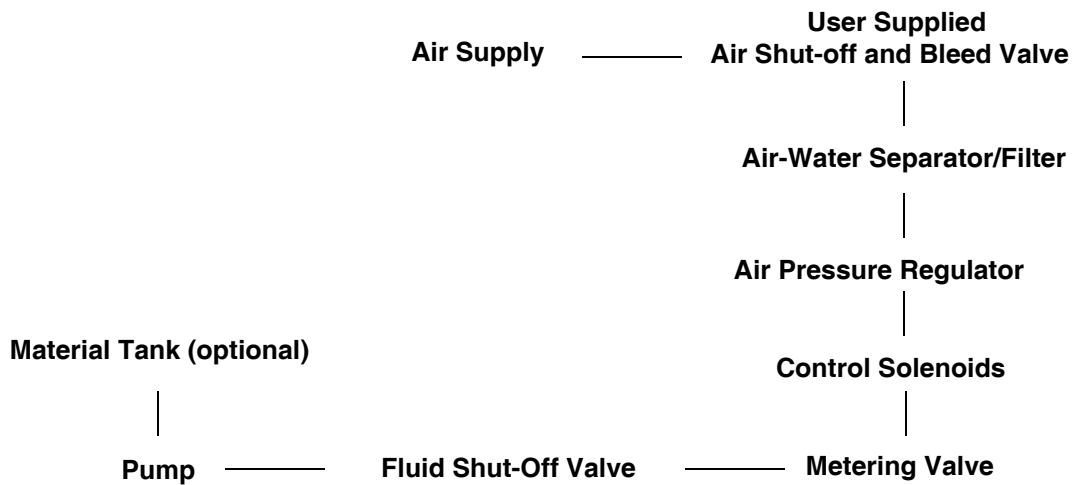 User Supplied
Air Supply
Air Shut-off and Bleed Valve
Air-Water Separator/Filter
Air Pressure Regulator
Material Tank (optional)
Control Solenoids
Pump
Fluid Shut-Off Valve
Metering Valve